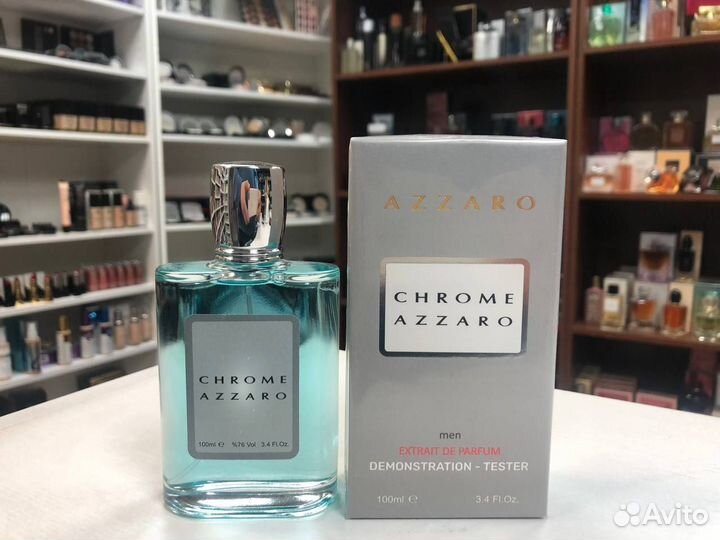 CHROME
AZZARO
100ml e %76 Vol 3.4 Fl.Oz.
AZZARO
CHROME
AZZARO
men
EXTRAIT DE PARFUM
DEMONSTRATION - TESTER
100ml e 3.4 Fl.Oz.
Avito